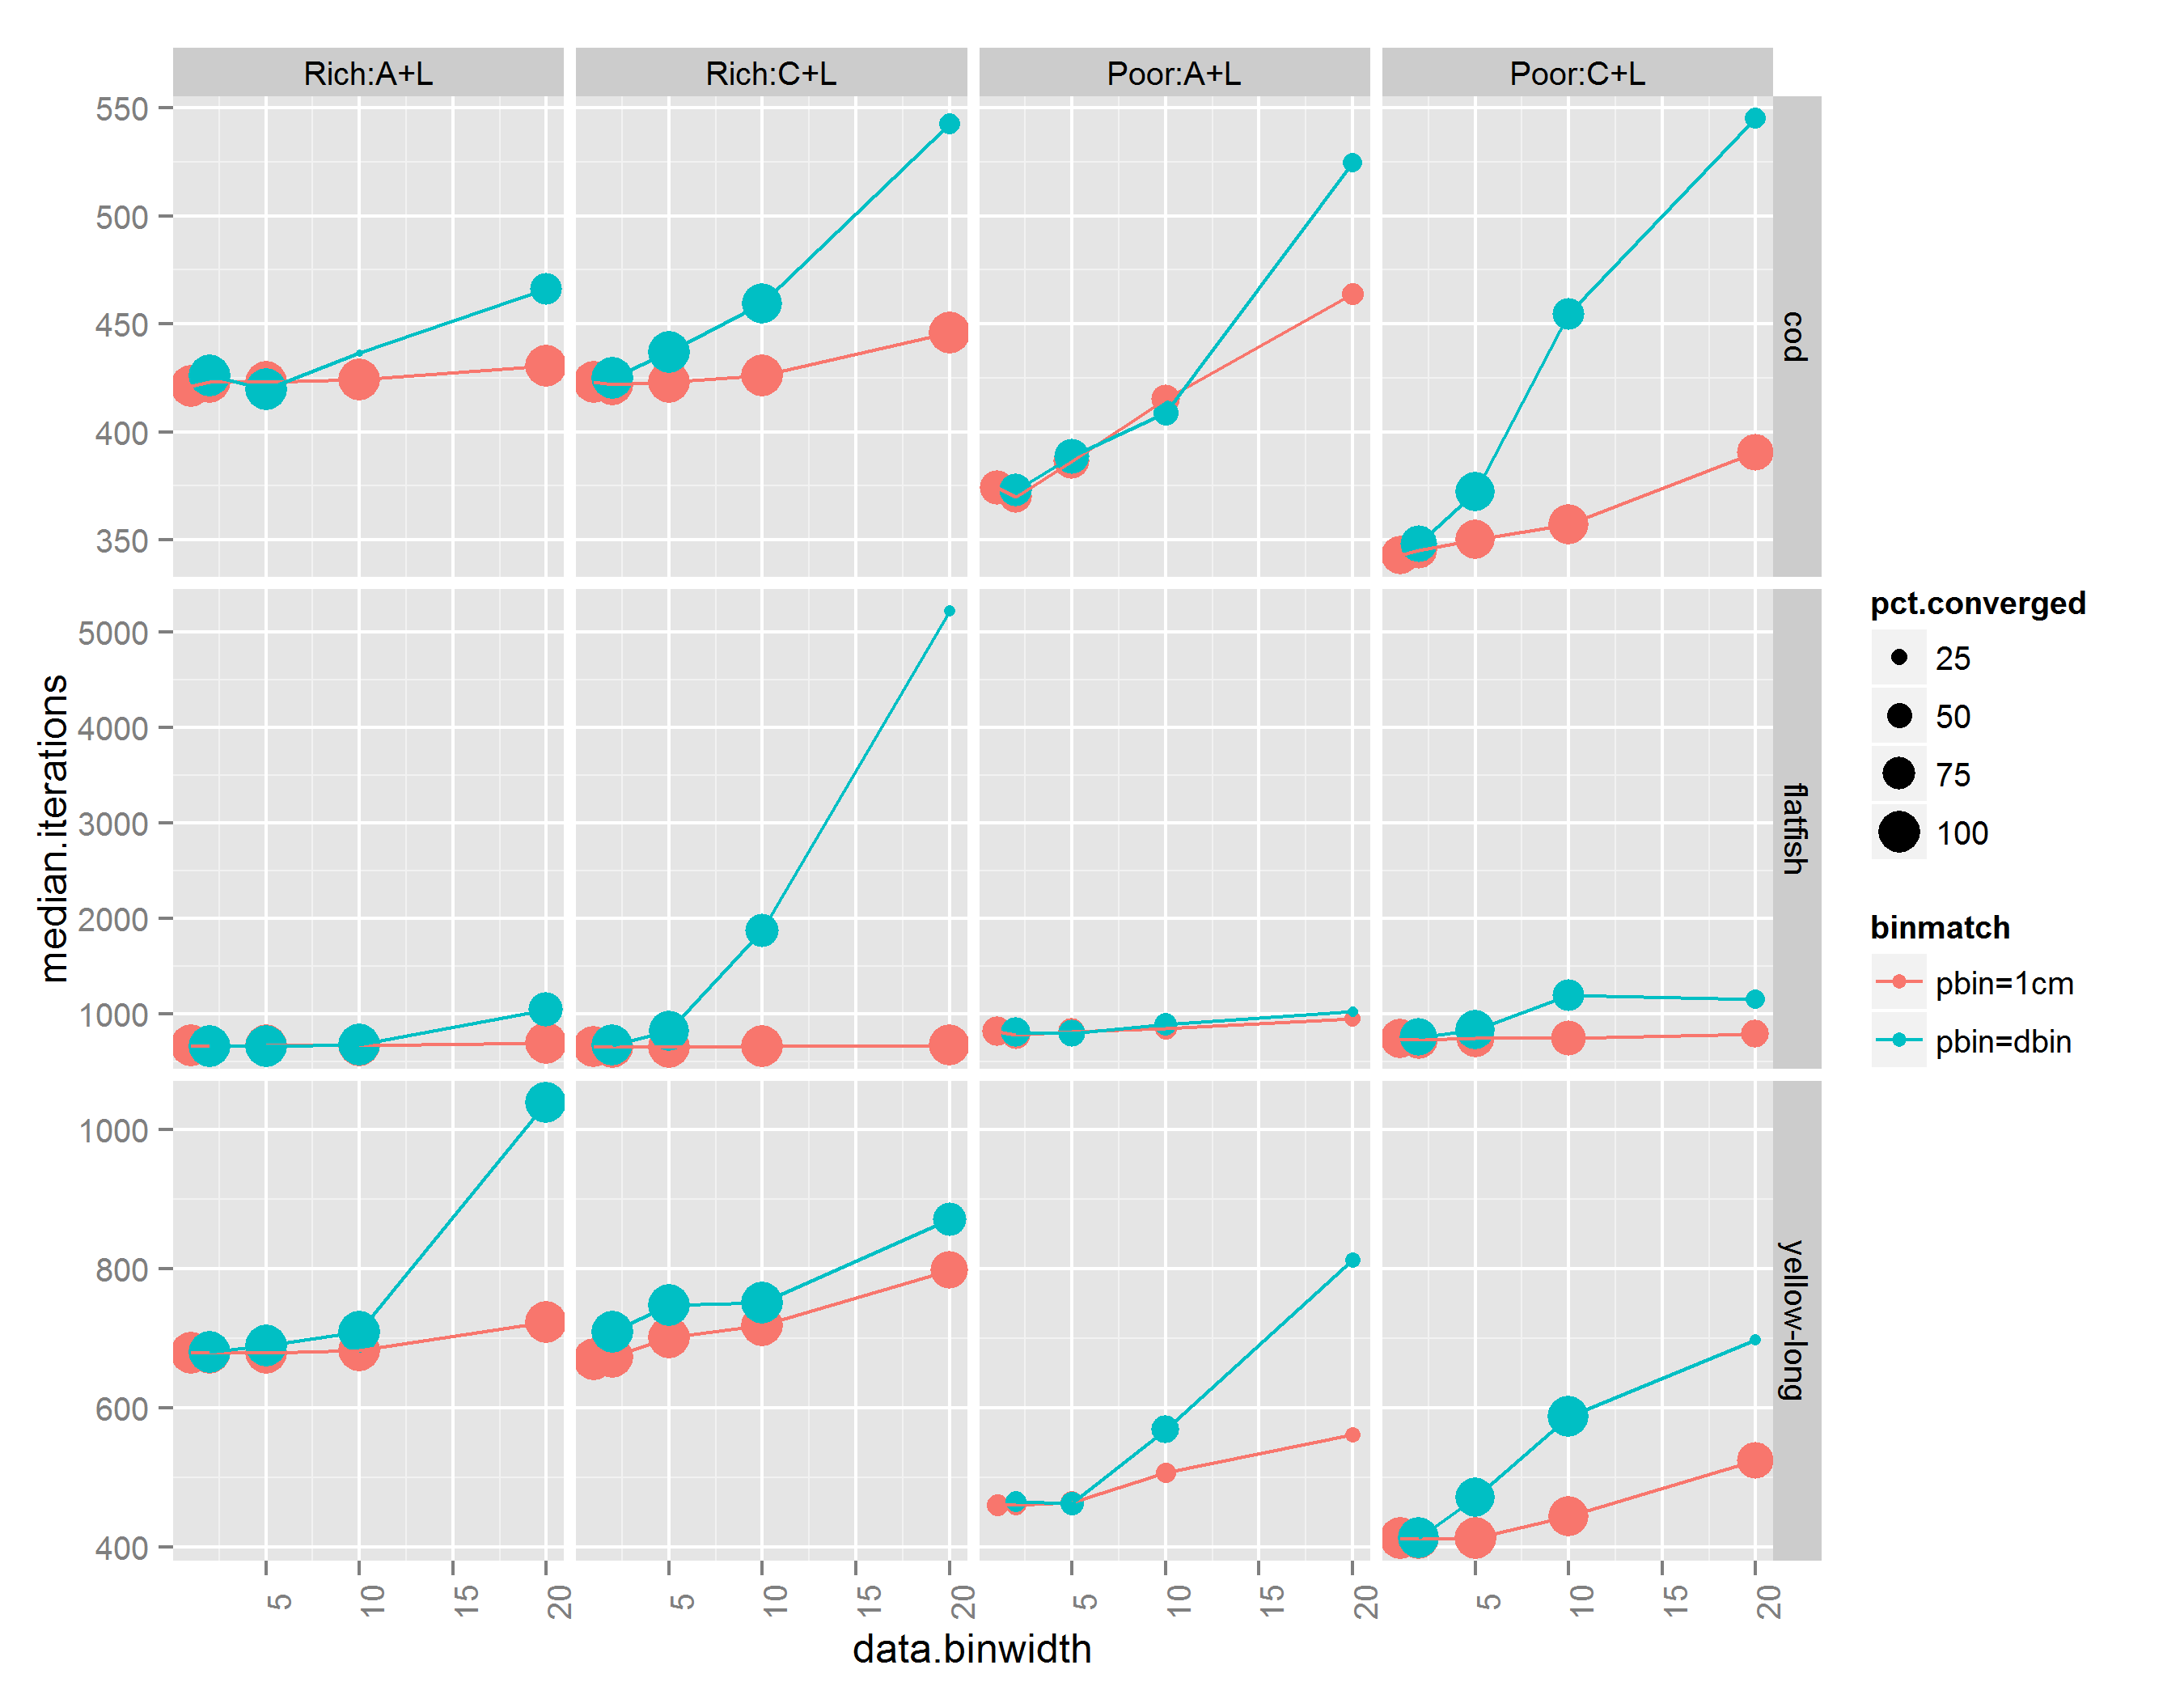 Rich:A+L Rich:C+L Poor:A+L Poor:C+L
550
500
450
400
350
cod
5000
4000
3000
2000
1000
flatfish
1000
800
600
400
yellow-long
median.iterations
5 10 15 20 5 10 15 20 5 10 15 20 5 10 15 20
data.binwidth
pct.converged
25
50
75
100
binmatch
pbin=1cm
pbin=dbin